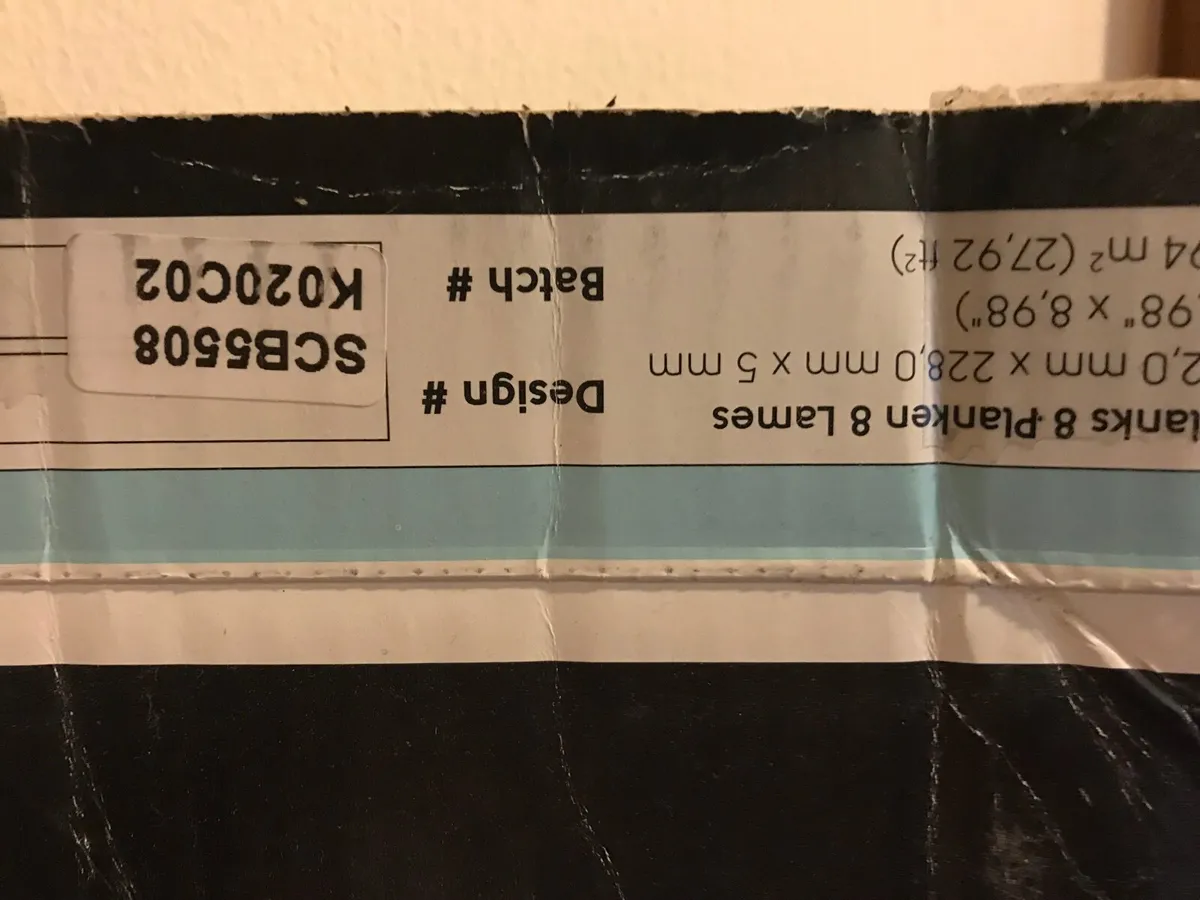 lanks 8 Planken 8 Lames
2,0 mm x 228,0 mm x 5 mm
,98" x 8,98")
94 m² (27,92 ft²)
Design #
Batch #
SCB5508
K020C02